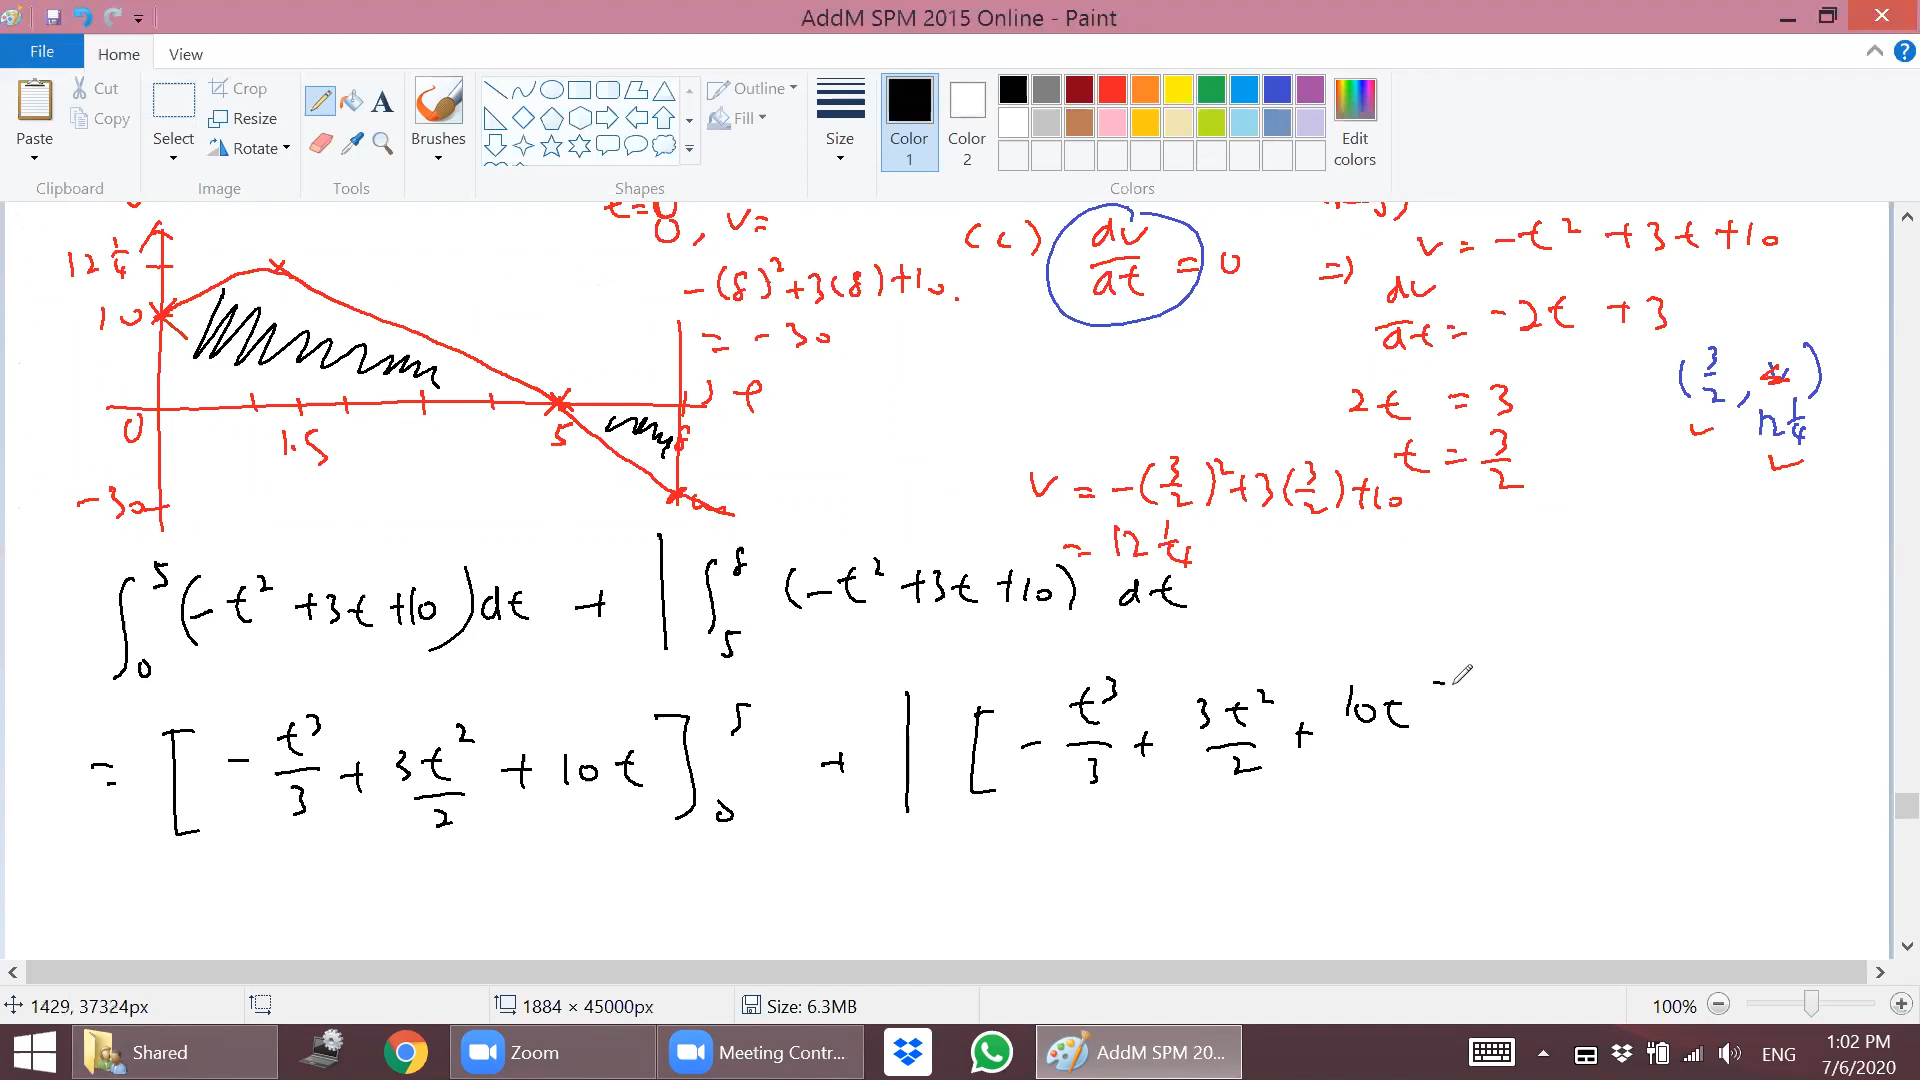 AddM SPM 2015 Online - Paint
File Home View
Paste Cut Copy Clipboard
Select Crop Resize Rotate Image
Tools
Brushes
Shapes Outline Fill
Size
Color 1 Color 2
Edit colors
Colors
t=8, v=
-(8)²+3(8)+10.
= -30
12 1/4
10
0 1.5 5 8
-30
(c) dv/dt = 0 =>
v = -t² +3t+10
dv/dt = -2t +3
2t = 3
t = 3/2
(3/2, 12 1/4)
v = -(3/2)²+3(3/2)+10
= 12 1/4
∫₀⁵ (-t² +3t+10)dt + |∫₅⁸ (-t² +3t+10) dt
= [-t³/3 + 3t²/2 + 10t]₀⁵ + |[-t³/3 + 3t²/2 + 10t
1429, 37324px 1884 × 45000px Size: 6.3MB 100%
Shared Zoom Meeting Contr... AddM SPM 20... ENG 1:02 PM
7/6/2020